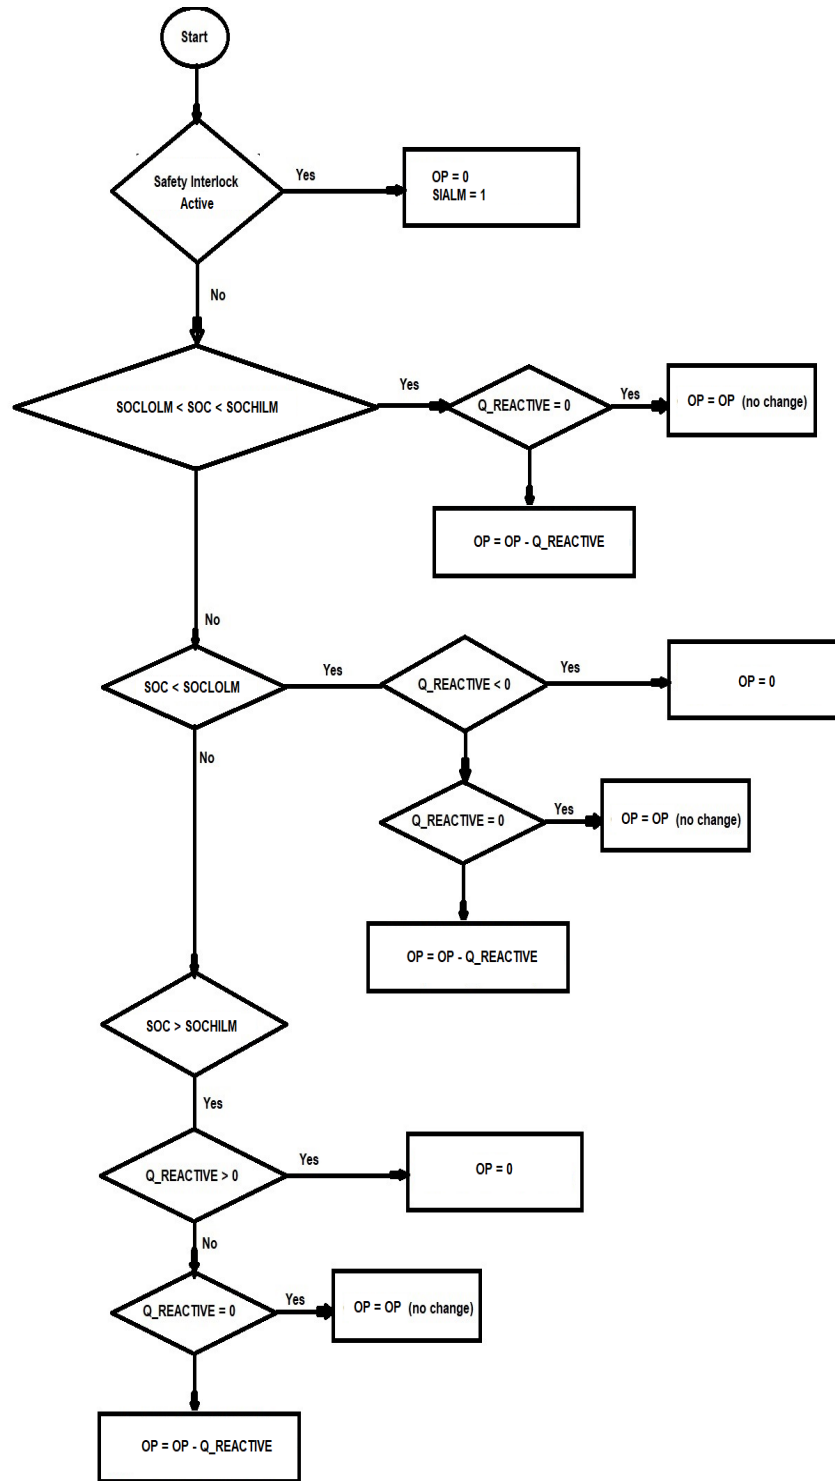 Start
Safety Interlock
Active
Yes
OP = 0
SIALM = 1
No
SOCLOLM < SOC < SOCHILM
Yes
Q_REACTIVE = 0
Yes
OP = OP (no change)
OP = OP - Q_REACTIVE
No
SOC < SOCLOLM
Yes
Q_REACTIVE < 0
Yes
OP = 0
No
Q_REACTIVE = 0
Yes
OP = OP (no change)
OP = OP - Q_REACTIVE
SOC > SOCHILM
Yes
Q_REACTIVE > 0
Yes
OP = 0
No
Q_REACTIVE = 0
Yes
OP = OP (no change)
OP = OP - Q_REACTIVE